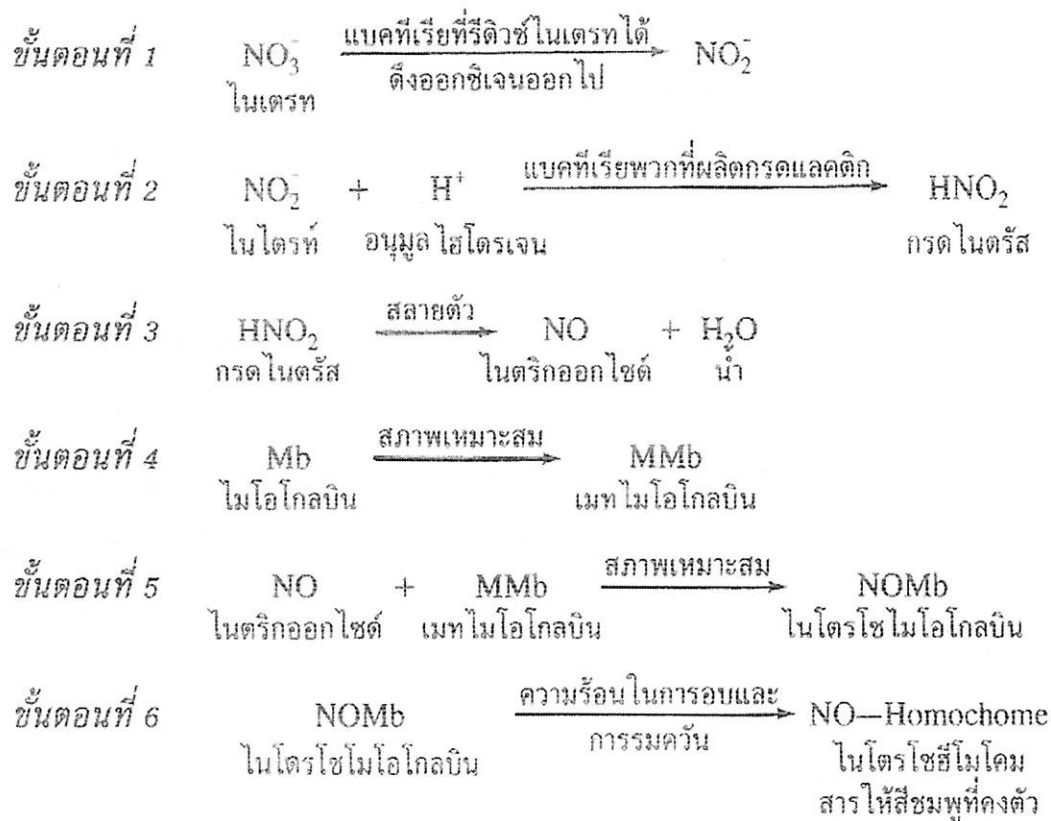 ขั้นตอนที่ 1 NO₃⁻ แบคทีเรียที่รีดิวซ์ไนเตรทได้ → NO₂⁻
ไนเตรท ดึงออกซิเจนออกไป
ขั้นตอนที่ 2 NO₂⁻ + H⁺ แบคทีเรียพวกที่ผลิตกรดแลคติก → HNO₂
ไนไตรท์ อนุมูลไฮโดรเจน กรดไนตรัส
ขั้นตอนที่ 3 HNO₂ สลายตัว → NO + H₂O
กรดไนตรัส ไนตริกออกไซด์ น้ำ
ขั้นตอนที่ 4 Mb สภาพเหมาะสม → MMb
ไมโอโกลบิน เมทไมโอโกลบิน
ขั้นตอนที่ 5 NO + MMb สภาพเหมาะสม → NOMb
ไนตริกออกไซด์ เมทไมโอโกลบิน ไนโตรโซไมโอโกลบิน
ขั้นตอนที่ 6 NOMb ความร้อนในการอบและ → NO—Homochome
ไนโตรโซโมโอโกลบิน การรมควัน ไนโตรโซฮีโมโคม
สารให้สีชมพูที่คงตัว